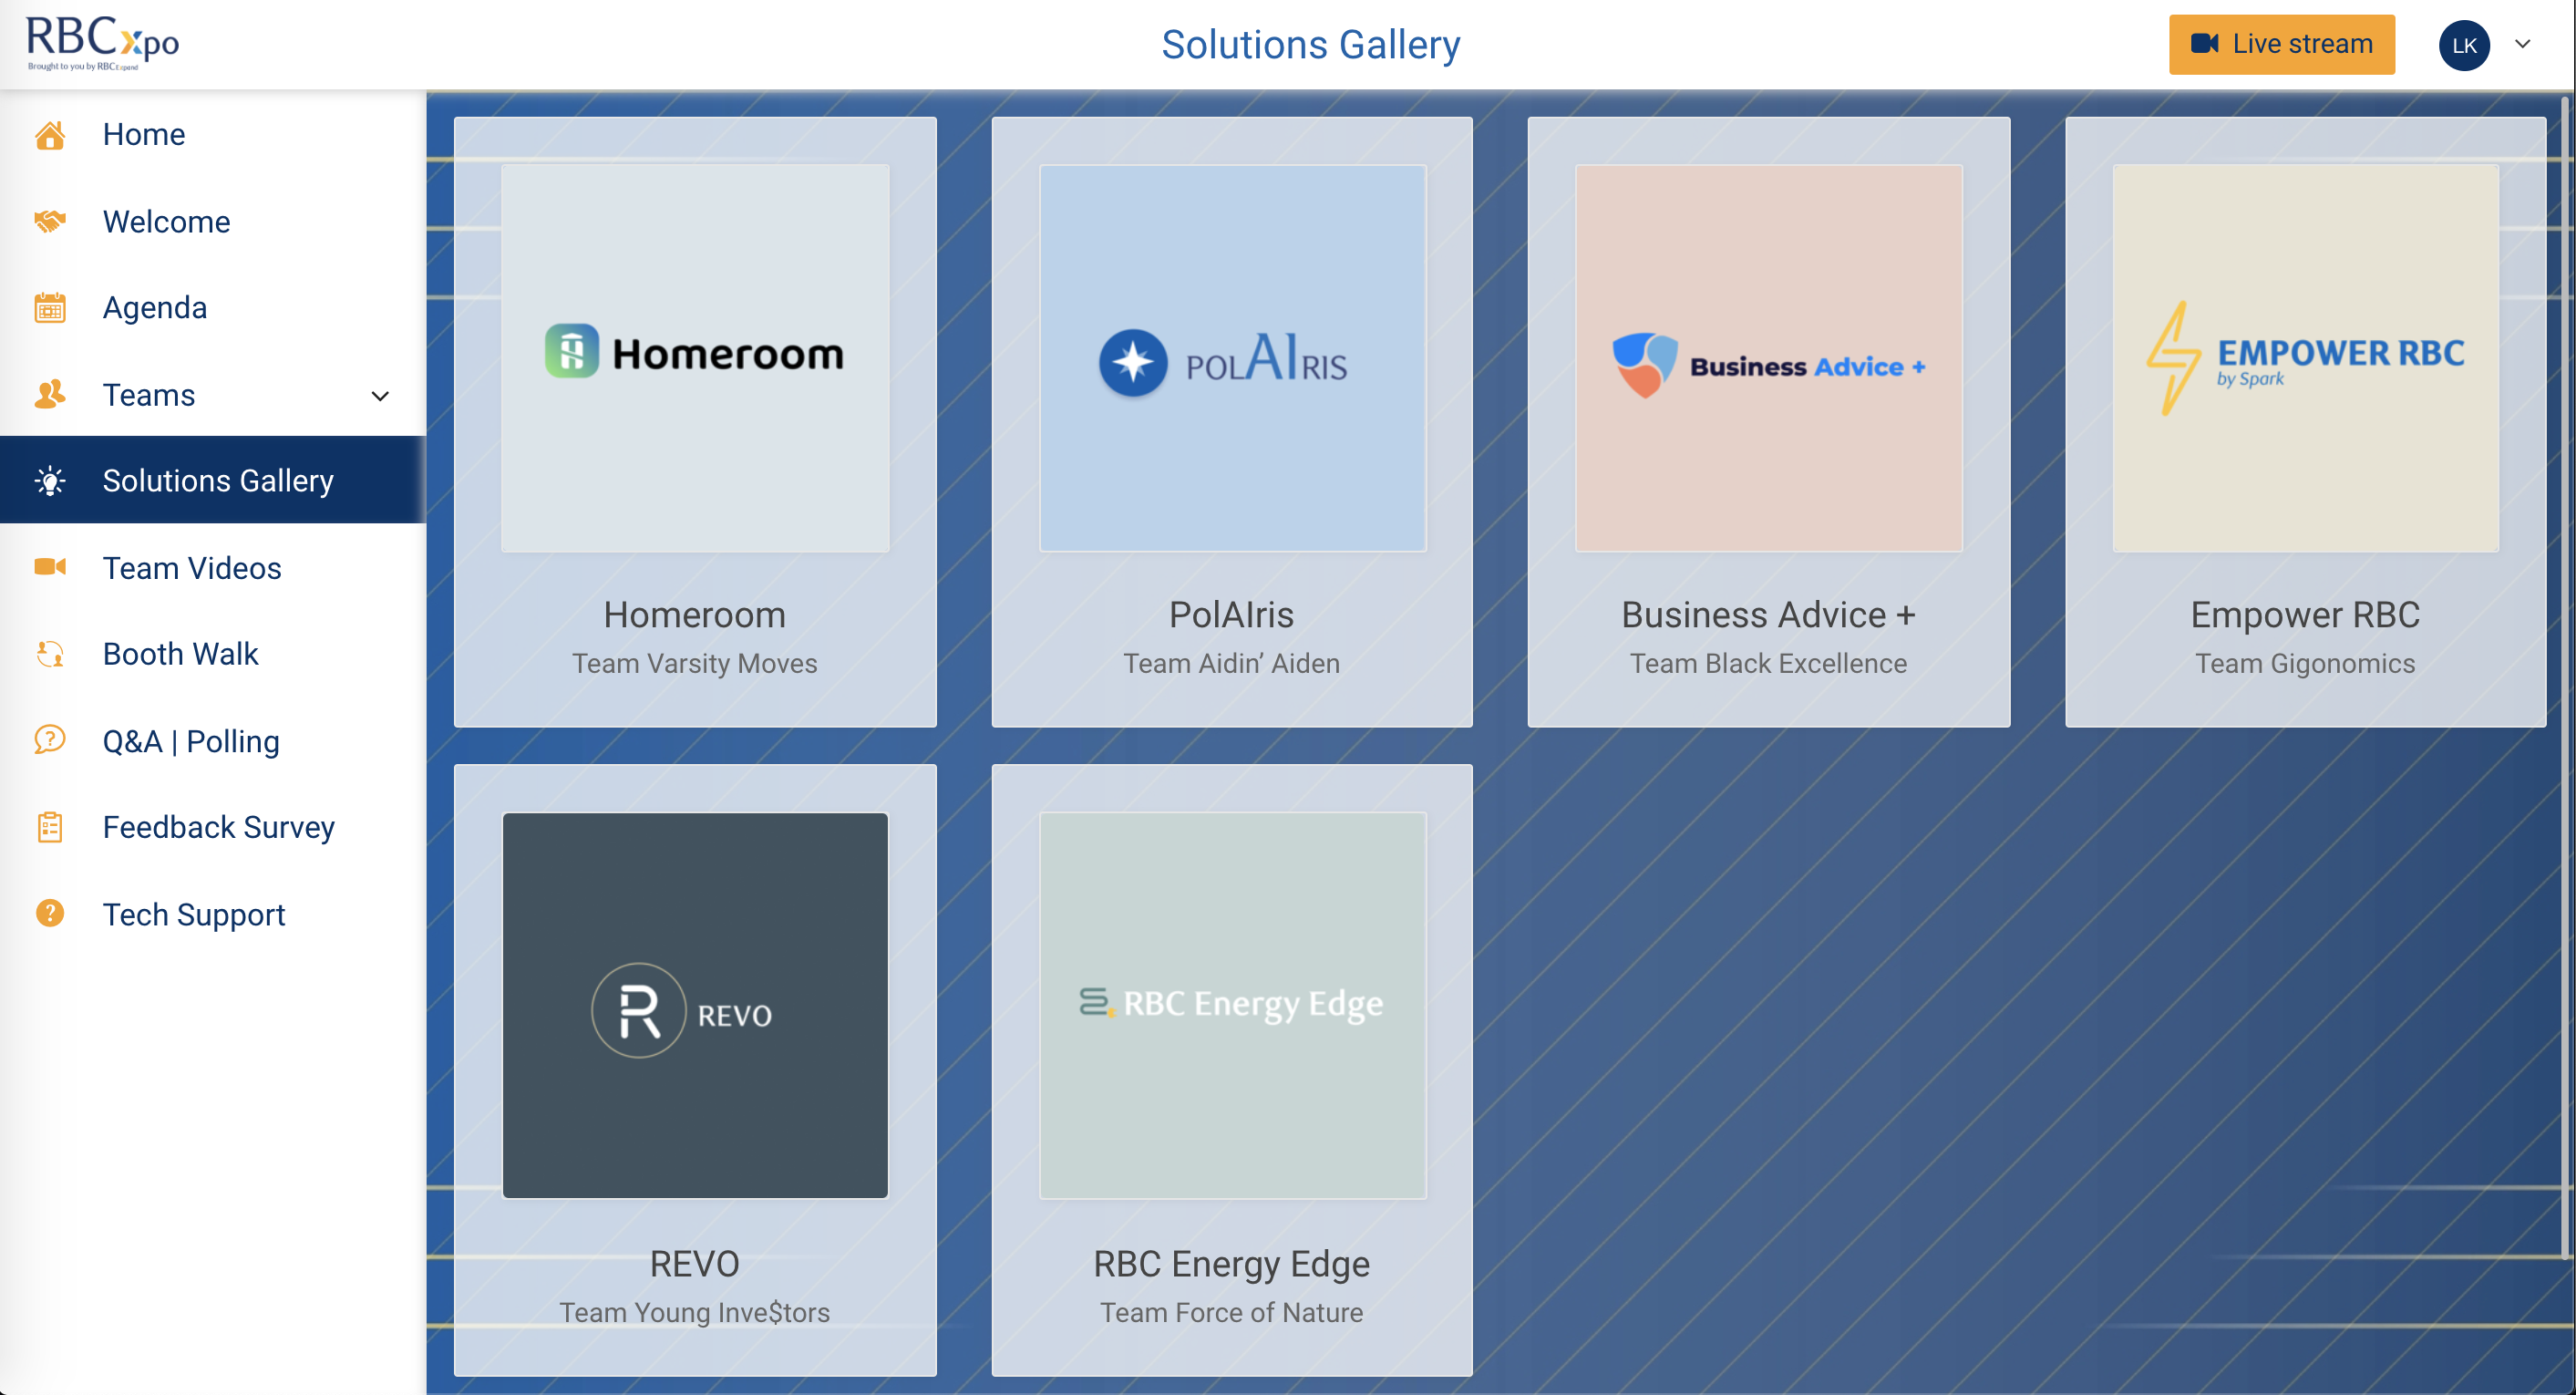 RBCxpo
Brought to you by RBC Expand
Solutions Gallery
Live stream
LK
Home
Welcome
Agenda
Teams
Solutions Gallery
Team Videos
Booth Walk
Q&A | Polling
Feedback Survey
Tech Support
Homeroom
Homeroom
Team Varsity Moves
POLAIRIS
PolAIris
Team Aidin’ Aiden
Business Advice +
Business Advice +
Team Black Excellence
EMPOWER RBC
by Spark
Empower RBC
Team Gigonomics
R REVO
REVO
Team Young Inve$tors
RBC Energy Edge
RBC Energy Edge
Team Force of Nature